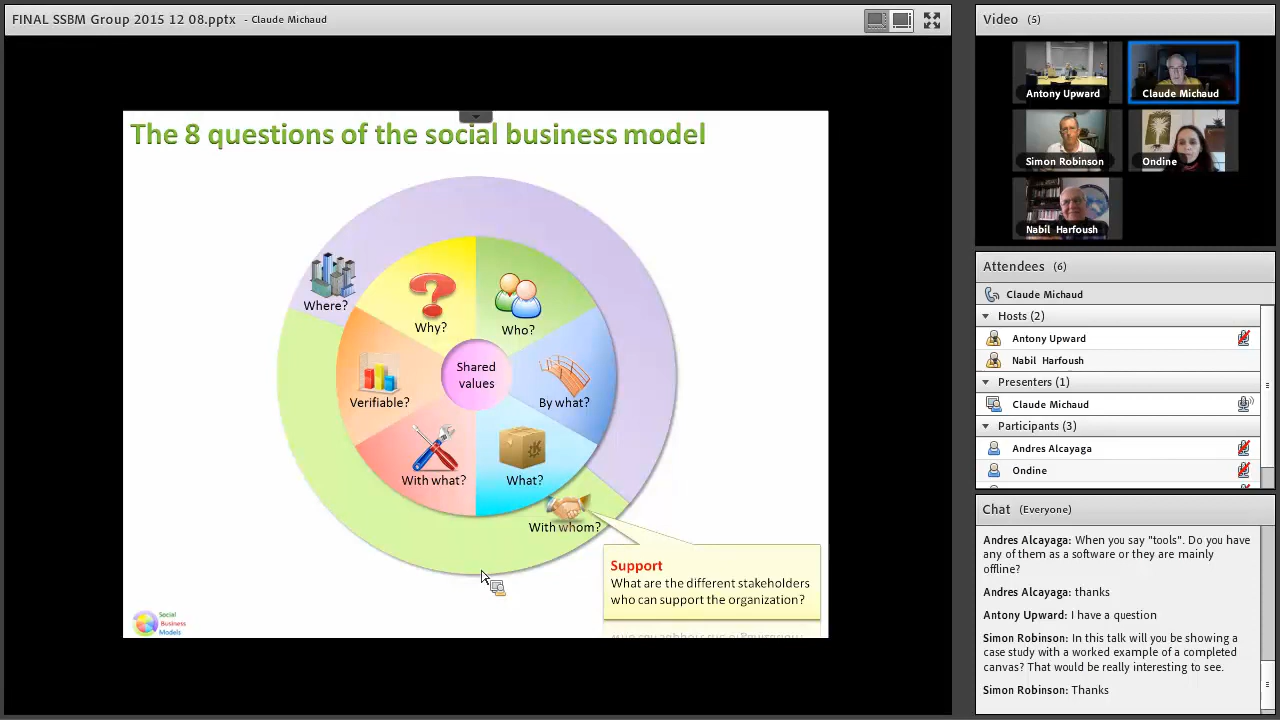 FINAL SSBM Group 2015 12 08.pptx - Claude Michaud
The 8 questions of the social business model
Where?
Why?
Who?
Verifiable?
Shared
values
By what?
With what?
What?
With whom?
Support
What are the different stakeholders
who can support the organization?
Social
Business
Models
Video (5)
Antony Upward
Claude Michaud
Simon Robinson
Ondine
Nabil Harfoush
Attendees (6)
Claude Michaud
Hosts (2)
Antony Upward
Nabil Harfoush
Presenters (1)
Claude Michaud
Participants (3)
Andres Alcayaga
Ondine
Chat (Everyone)
Andres Alcayaga: When you say "tools". Do you have
any of them as a software or they are mainly
offline?
Andres Alcayaga: thanks
Antony Upward: I have a question
Simon Robinson: In this talk will you be showing a
case study with a worked example of a completed
canvas? That would be really interesting to see.
Simon Robinson: Thanks